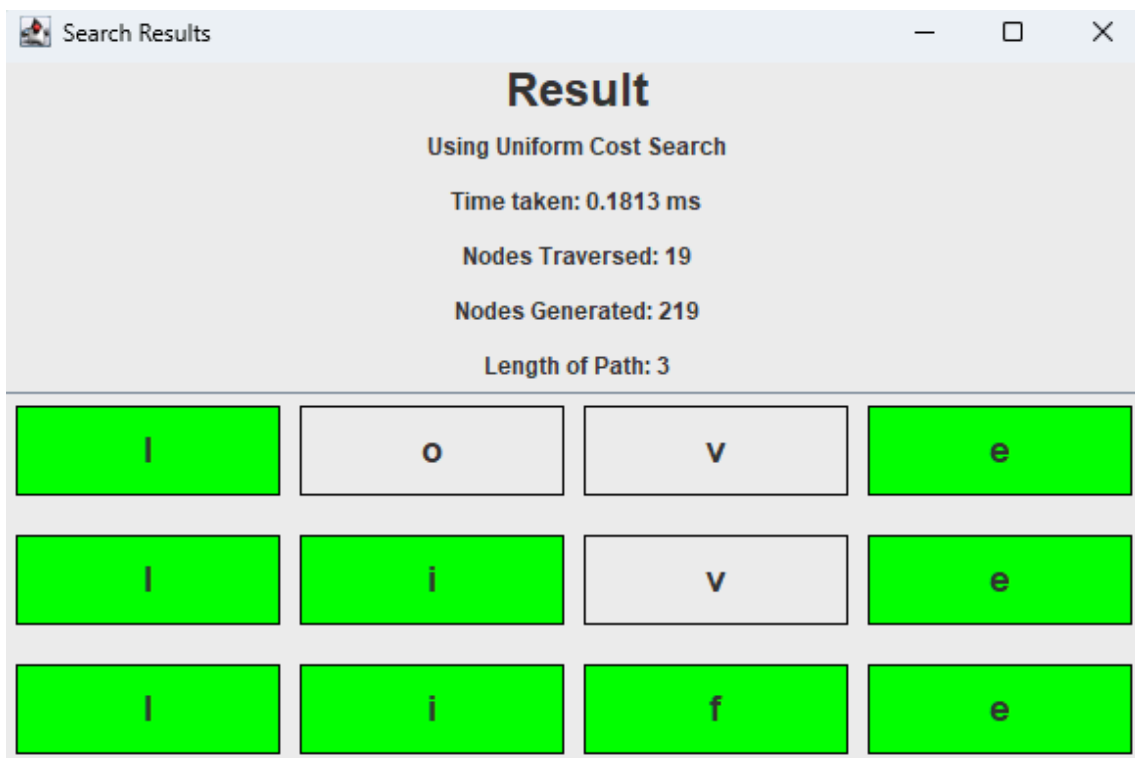 Search Results
Result
Using Uniform Cost Search
Time taken: 0.1813 ms
Nodes Traversed: 19
Nodes Generated: 219
Length of Path: 3
l o v e
l i v e
l i f e